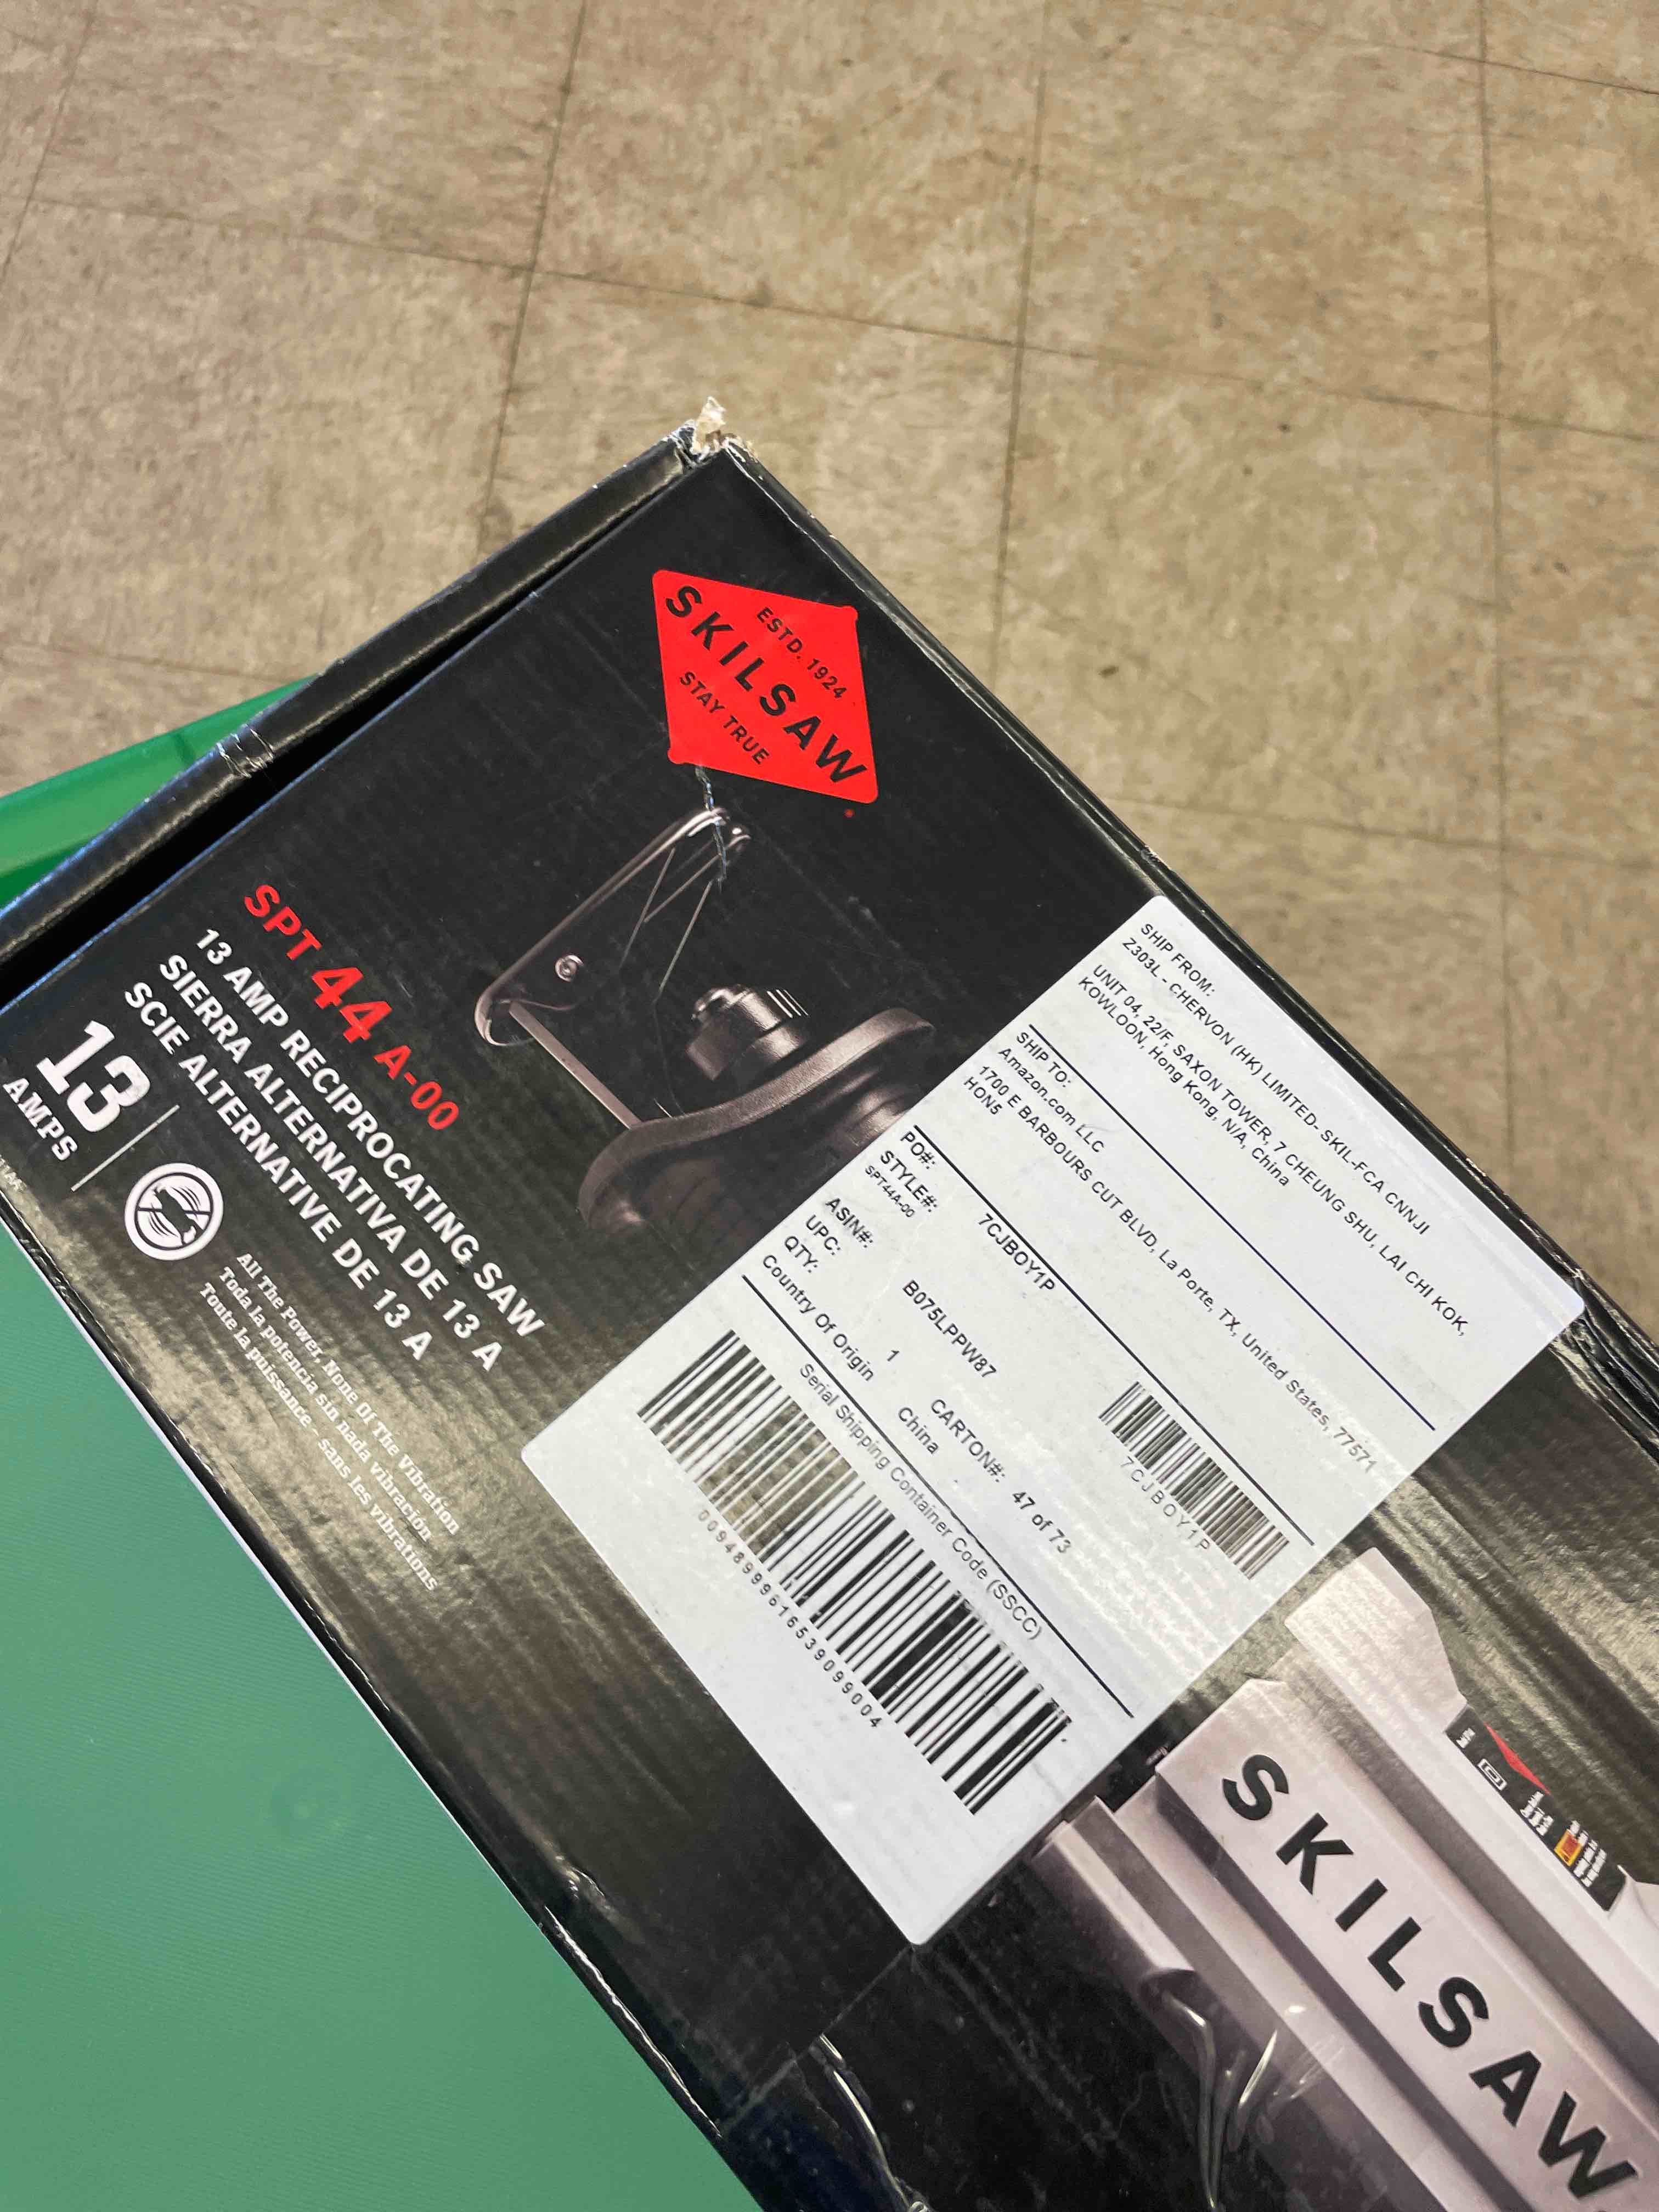 ESTD. 1924
SKILSAW
STAY TRUE
SPT 44 A-00
13 AMP RECIPROCATING SAW
SIERRA ALTERNATIVA DE 13 A
SCIE ALTERNATIVE DE 13 A
13
AMPS
All The Power, None Of The Vibration
Toda la potencia sin nada vibración
Toute la puissance – sans les vibrations
SHIP FROM:
Z303L - CHERVON (HK) LIMITED- SKIL-FCA CNNJI
UNIT 04, 22/F, SAXON TOWER, 7 CHEUNG SHU, LAI CHI KOK,
KOWLOON, Hong Kong, N/A, China
SHIP TO:
Amazon.com LLC
1700 E BARBOURS CUT BLVD, La Porte, TX, United States, 77571
HON5
PO#: 7CJBOY1P
7CJBOY1P
STYLE#:
SPT44A-00
ASIN#: B075LPPW87
UPC:
QTY: 1 CARTON#: 47 of 73
Country Of Origin China
Serial Shipping Container Code (SSCC)
00948999616539099004
SKILSAW